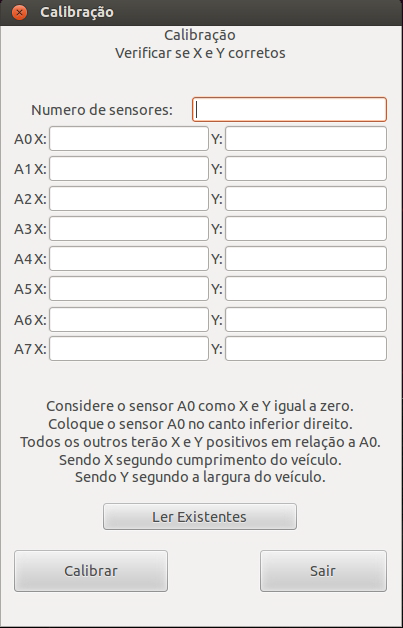 Calibração
Calibração
Verificar se X e Y corretos
Numero de sensores:
A0 X: Y:
A1 X: Y:
A2 X: Y:
A3 X: Y:
A4 X: Y:
A5 X: Y:
A6 X: Y:
A7 X: Y:
Considere o sensor A0 como X e Y igual a zero.
Coloque o sensor A0 no canto inferior direito.
Todos os outros terão X e Y positivos em relação a A0.
Sendo X segundo cumprimento do veículo.
Sendo Y segundo a largura do veículo.
Ler Existentes
Calibrar Sair